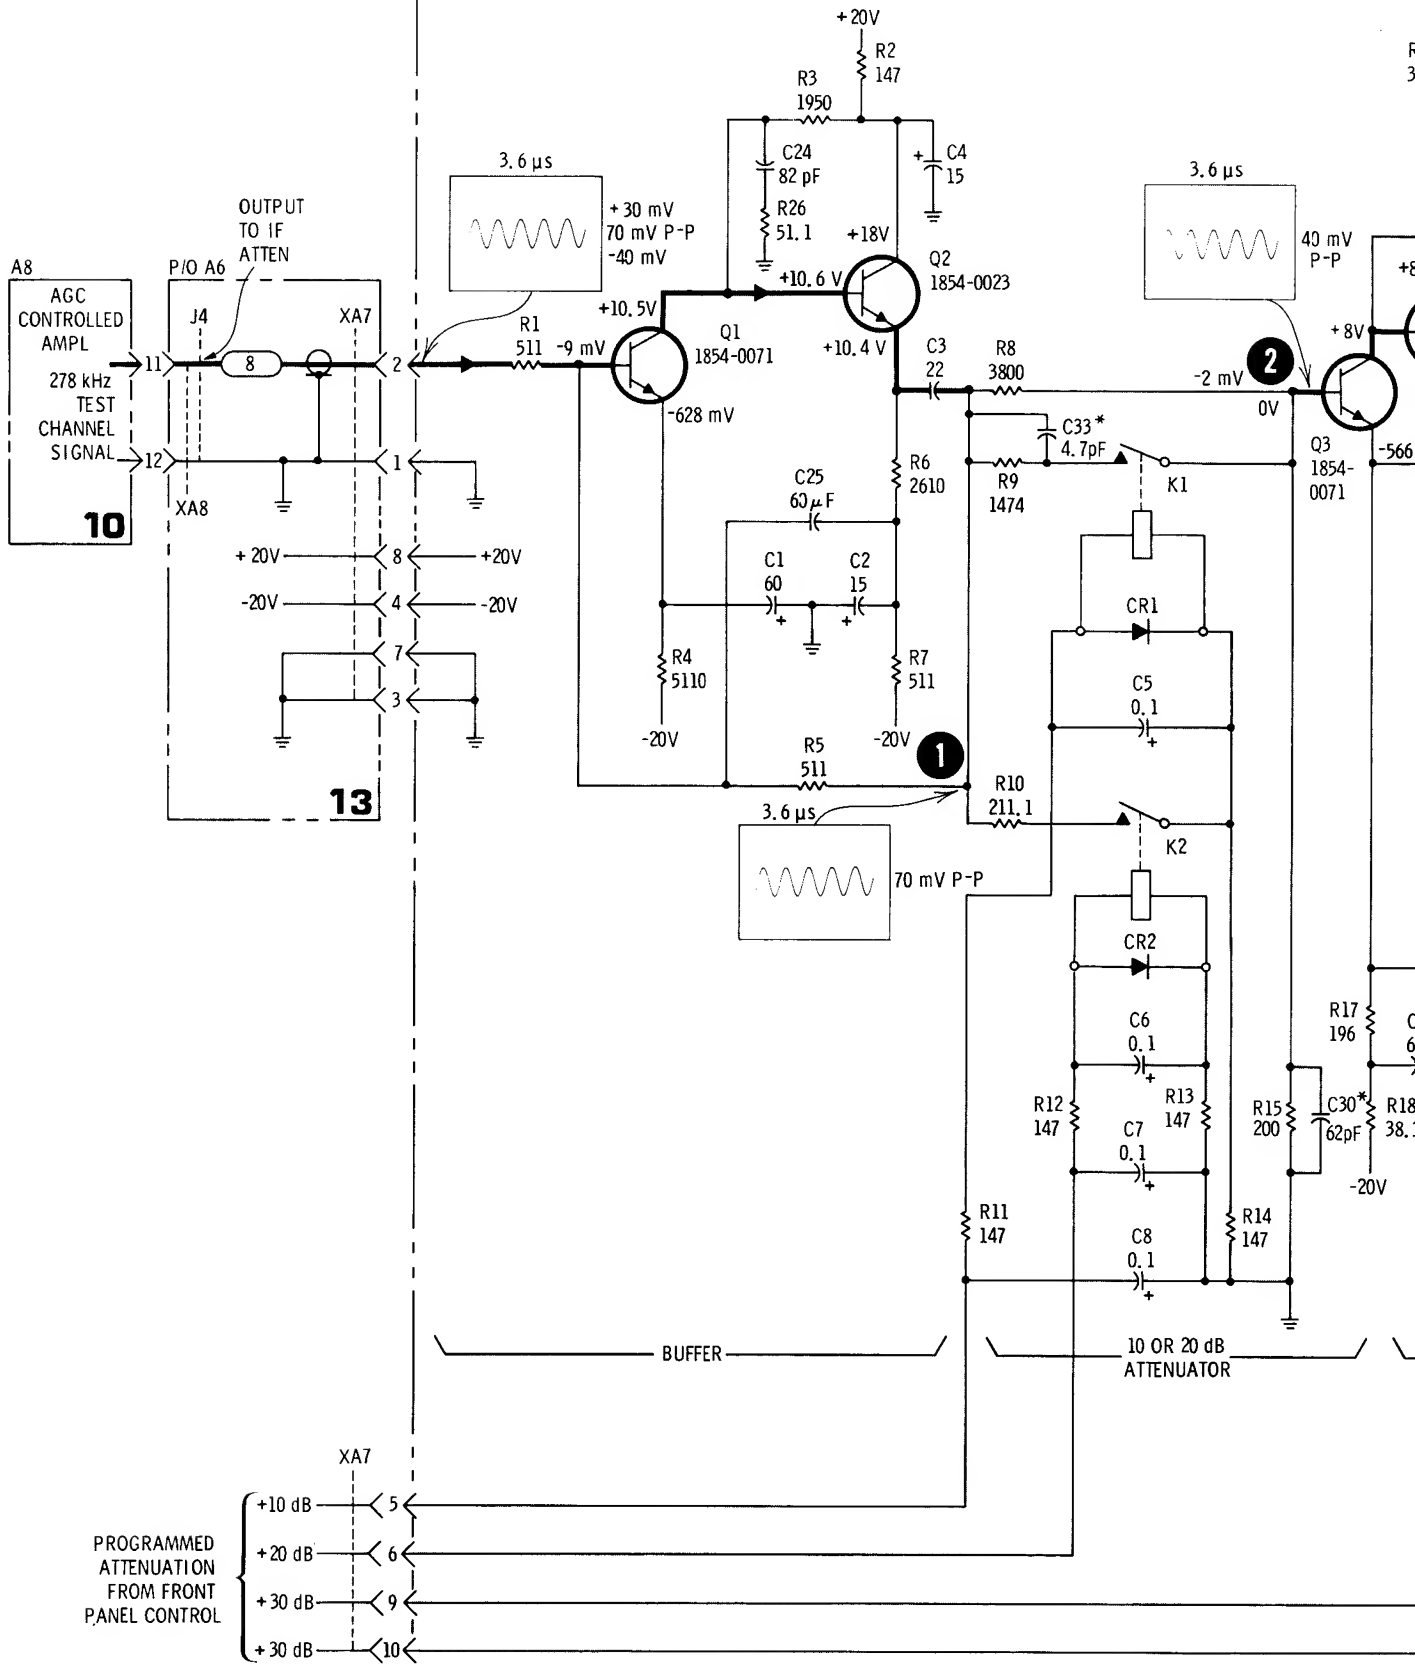 +20V
R2
147
R3
1950
C24
82 pF
R26
51.1
C4
+
15
3.6 µs
+30 mV
70 mV P-P
-40 mV
OUTPUT
TO IF
ATTEN
A8
AGC
CONTROLLED
AMPL
278 kHz
TEST
CHANNEL
SIGNAL
10
P/O A6
J4
XA7
11
8
2
12
XA8
1
+20V
8
+20V
-20V
4
-20V
7
3
13
R1
511
-9 mV
+10.5V
Q1
1854-0071
-628 mV
+10.6 V
+18V
Q2
1854-0023
+10.4 V
C3
22
R8
3800
C33*
4.7pF
R9
1474
K1
R6
2610
C25
60µF
C1
60
+
C2
15
+
R4
5110
-20V
R7
511
-20V
R5
511
1
3.6 µs
70 mV P-P
R10
211.1
K2
CR1
C5
0.1
+
CR2
C6
0.1
+
R12
147
R13
147
C7
0.1
+
R11
147
C8
0.1
+
R14
147
R15
200
C30*
62pF
3.6 µs
40 mV
P-P
2
-2 mV
0V
+8V
Q3
1854-
0071
-566
+8
R
3
R17
196
C
6
R18
38.
-20V
BUFFER
10 OR 20 dB
ATTENUATOR
XA7
PROGRAMMED
ATTENUATION
FROM FRONT
PANEL CONTROL
+10 dB
5
+20 dB
6
+30 dB
9
+30 dB
10